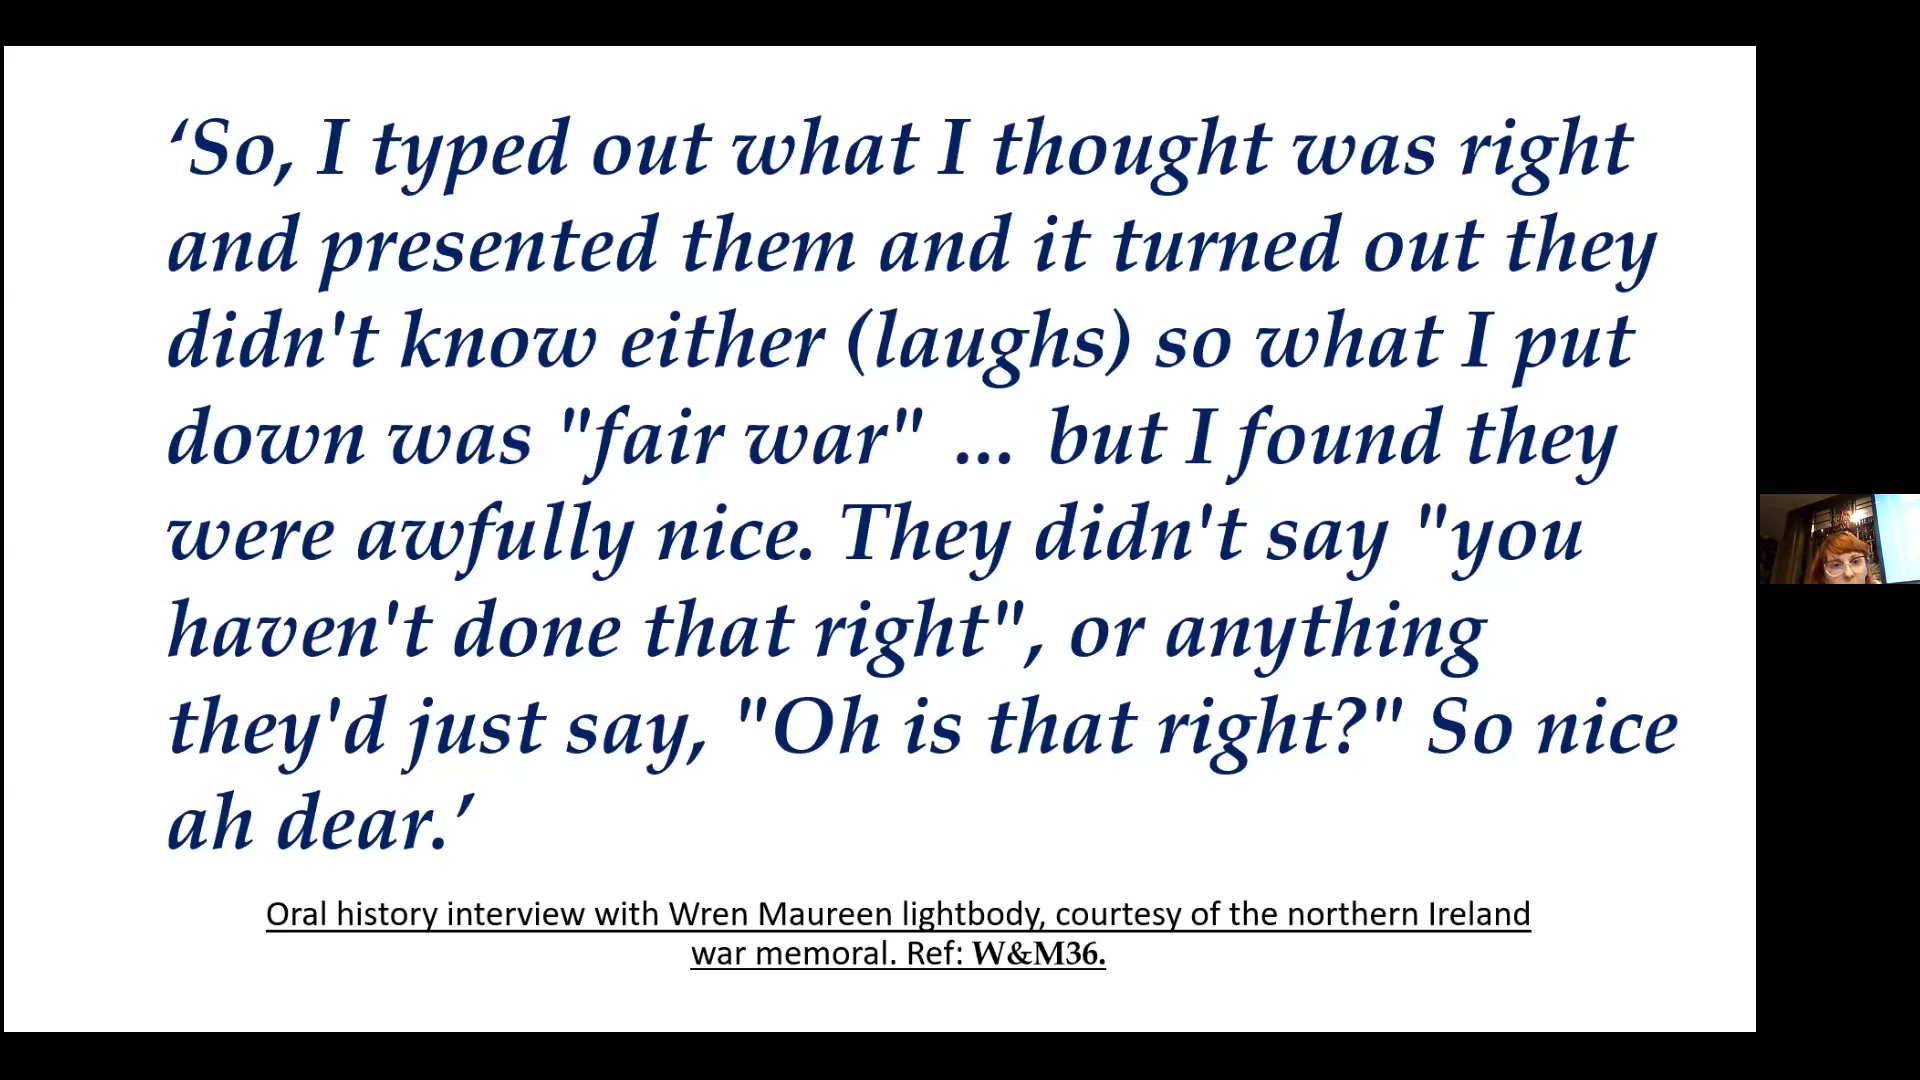 ‘So, I typed out what I thought was right
and presented them and it turned out they
didn't know either (laughs) so what I put
down was "fair war" ... but I found they
were awfully nice. They didn't say "you
haven't done that right", or anything
they'd just say, "Oh is that right?" So nice
ah dear.’
Oral history interview with Wren Maureen lightbody, courtesy of the northern Ireland
war memoral. Ref: W&M36.